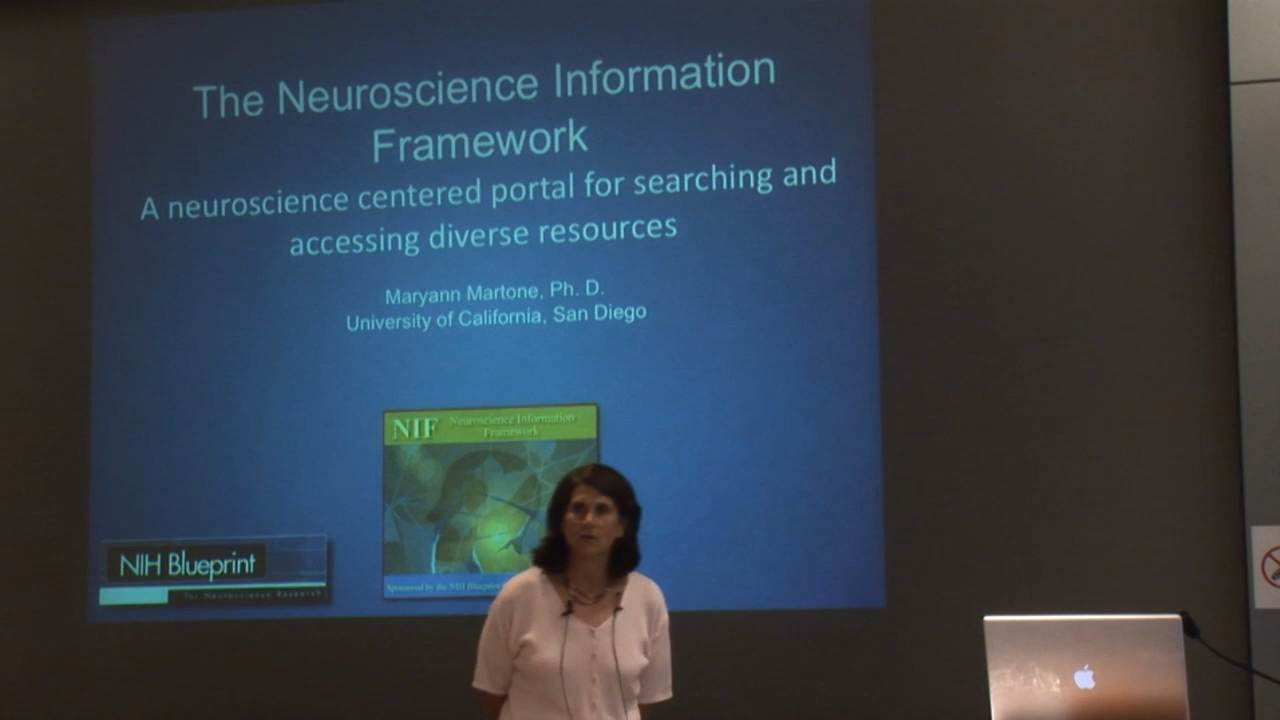 The Neuroscience Information
Framework
A neuroscience centered portal for searching and
accessing diverse resources
Maryann Martone, Ph. D.
University of California, San Diego
NIF Neuroscience Information
Framework
Sponsored by the NIH Blueprint
NIH Blueprint
for Neuroscience Research